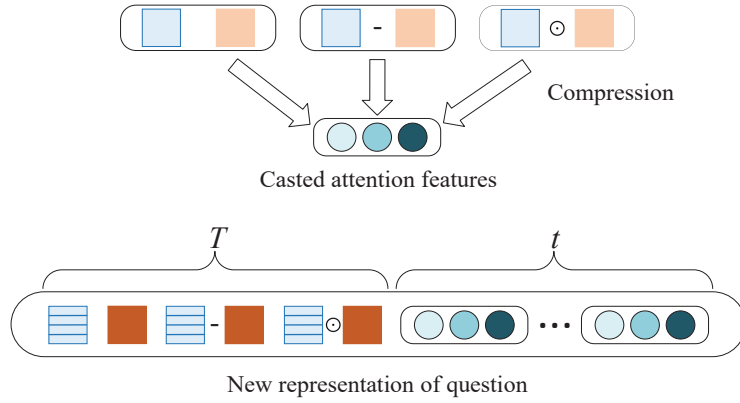 - ⊙
Compression
Casted attention features
T t
- ⊙ •••
New representation of question